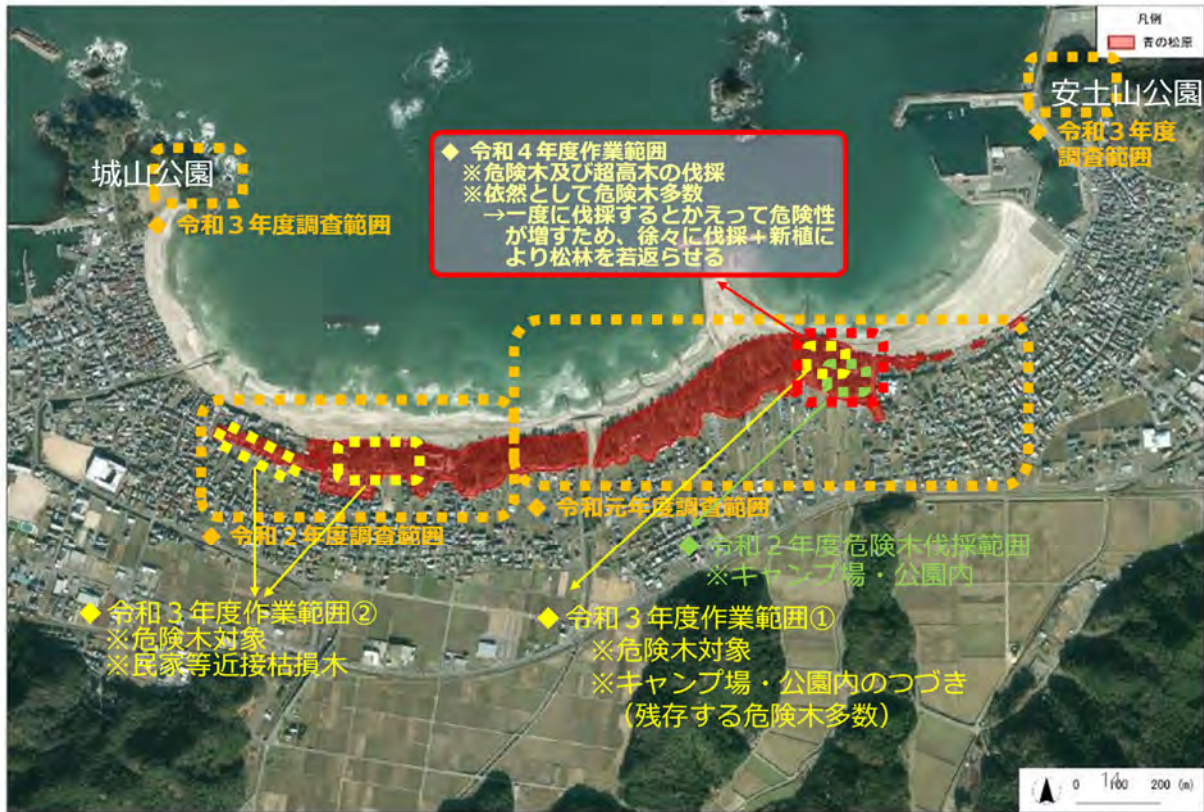 凡例
青の松原
安土山公園
◆ 令和３年度
調査範囲
城山公園
◆ 令和３年度調査範囲
◆ 令和４年度作業範囲
※危険木及び超高木の伐採
※依然として危険木多数
→一度に伐採するとかえって危険性
が増すため、徐々に伐採＋新植に
より松林を若返らせる
◆ 令和２年度調査範囲
◆ 令和元年度調査範囲
◆ 令和２年度危険木伐採範囲
※キャンプ場・公園内
◆ 令和３年度作業範囲②
※危険木対象
※民家等近接枯損木
◆ 令和３年度作業範囲①
※危険木対象
※キャンプ場・公園内のつづき
（残存する危険木多数）
14
0 100 200 (m)